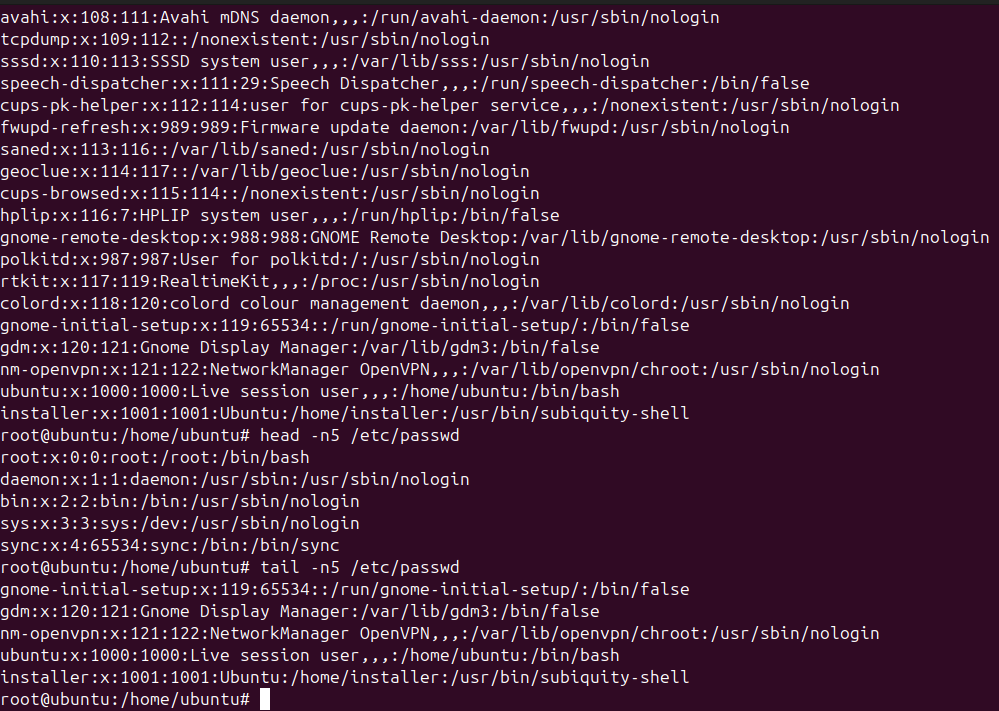 avahi:x:108:111:Avahi mDNS daemon,,,:/run/avahi-daemon:/usr/sbin/nologin
tcpdump:x:109:112::/nonexistent:/usr/sbin/nologin
sssd:x:110:113:SSSD system user,,,:/var/lib/sss:/usr/sbin/nologin
speech-dispatcher:x:111:29:Speech Dispatcher,,,:/run/speech-dispatcher:/bin/false
cups-pk-helper:x:112:114:user for cups-pk-helper service,,,:/nonexistent:/usr/sbin/nologin
fwupd-refresh:x:989:989:Firmware update daemon:/var/lib/fwupd:/usr/sbin/nologin
saned:x:113:116::/var/lib/saned:/usr/sbin/nologin
geoclue:x:114:117::/var/lib/geoclue:/usr/sbin/nologin
cups-browsed:x:115:114::/nonexistent:/usr/sbin/nologin
hplip:x:116:7:HPLIP system user,,,:/run/hplip:/bin/false
gnome-remote-desktop:x:988:988:GNOME Remote Desktop:/var/lib/gnome-remote-desktop:/usr/sbin/nologin
polkitd:x:987:987:User for polkitd:/:/usr/sbin/nologin
rtkit:x:117:119:RealtimeKit,,,:/proc:/usr/sbin/nologin
colord:x:118:120:colord colour management daemon,,,:/var/lib/colord:/usr/sbin/nologin
gnome-initial-setup:x:119:65534::/run/gnome-initial-setup/:/bin/false
gdm:x:120:121:Gnome Display Manager:/var/lib/gdm3:/bin/false
nm-openvpn:x:121:122:NetworkManager OpenVPN,,,:/var/lib/openvpn/chroot:/usr/sbin/nologin
ubuntu:x:1000:1000:Live session user,,,:/home/ubuntu:/bin/bash
installer:x:1001:1001:Ubuntu:/home/installer:/usr/bin/subiquity-shell
root@ubuntu:/home/ubuntu# head -n5 /etc/passwd
root:x:0:0:root:/root:/bin/bash
daemon:x:1:1:daemon:/usr/sbin:/usr/sbin/nologin
bin:x:2:2:bin:/bin:/usr/sbin/nologin
sys:x:3:3:sys:/dev:/usr/sbin/nologin
sync:x:4:65534:sync:/bin:/bin/sync
root@ubuntu:/home/ubuntu# tail -n5 /etc/passwd
gnome-initial-setup:x:119:65534::/run/gnome-initial-setup/:/bin/false
gdm:x:120:121:Gnome Display Manager:/var/lib/gdm3:/bin/false
nm-openvpn:x:121:122:NetworkManager OpenVPN,,,:/var/lib/openvpn/chroot:/usr/sbin/nologin
ubuntu:x:1000:1000:Live session user,,,:/home/ubuntu:/bin/bash
installer:x:1001:1001:Ubuntu:/home/installer:/usr/bin/subiquity-shell
root@ubuntu:/home/ubuntu#